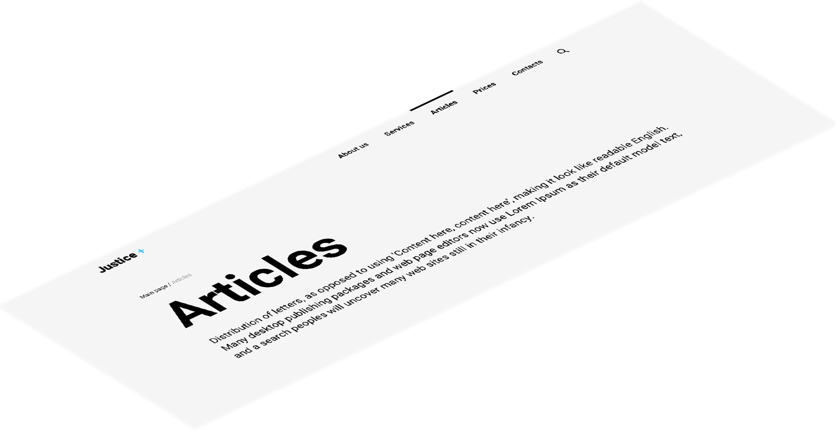 Justice +
About us
Services
Articles
Prices
Contacts
Main page / Articles
Articles
Distribution of letters, as opposed to using 'Content here, content here', making it look like readable English.
Many desktop publishing packages and web page editors now use Lorem Ipsum as their default model text,
and a search peoples will uncover many web sites still in their infancy.